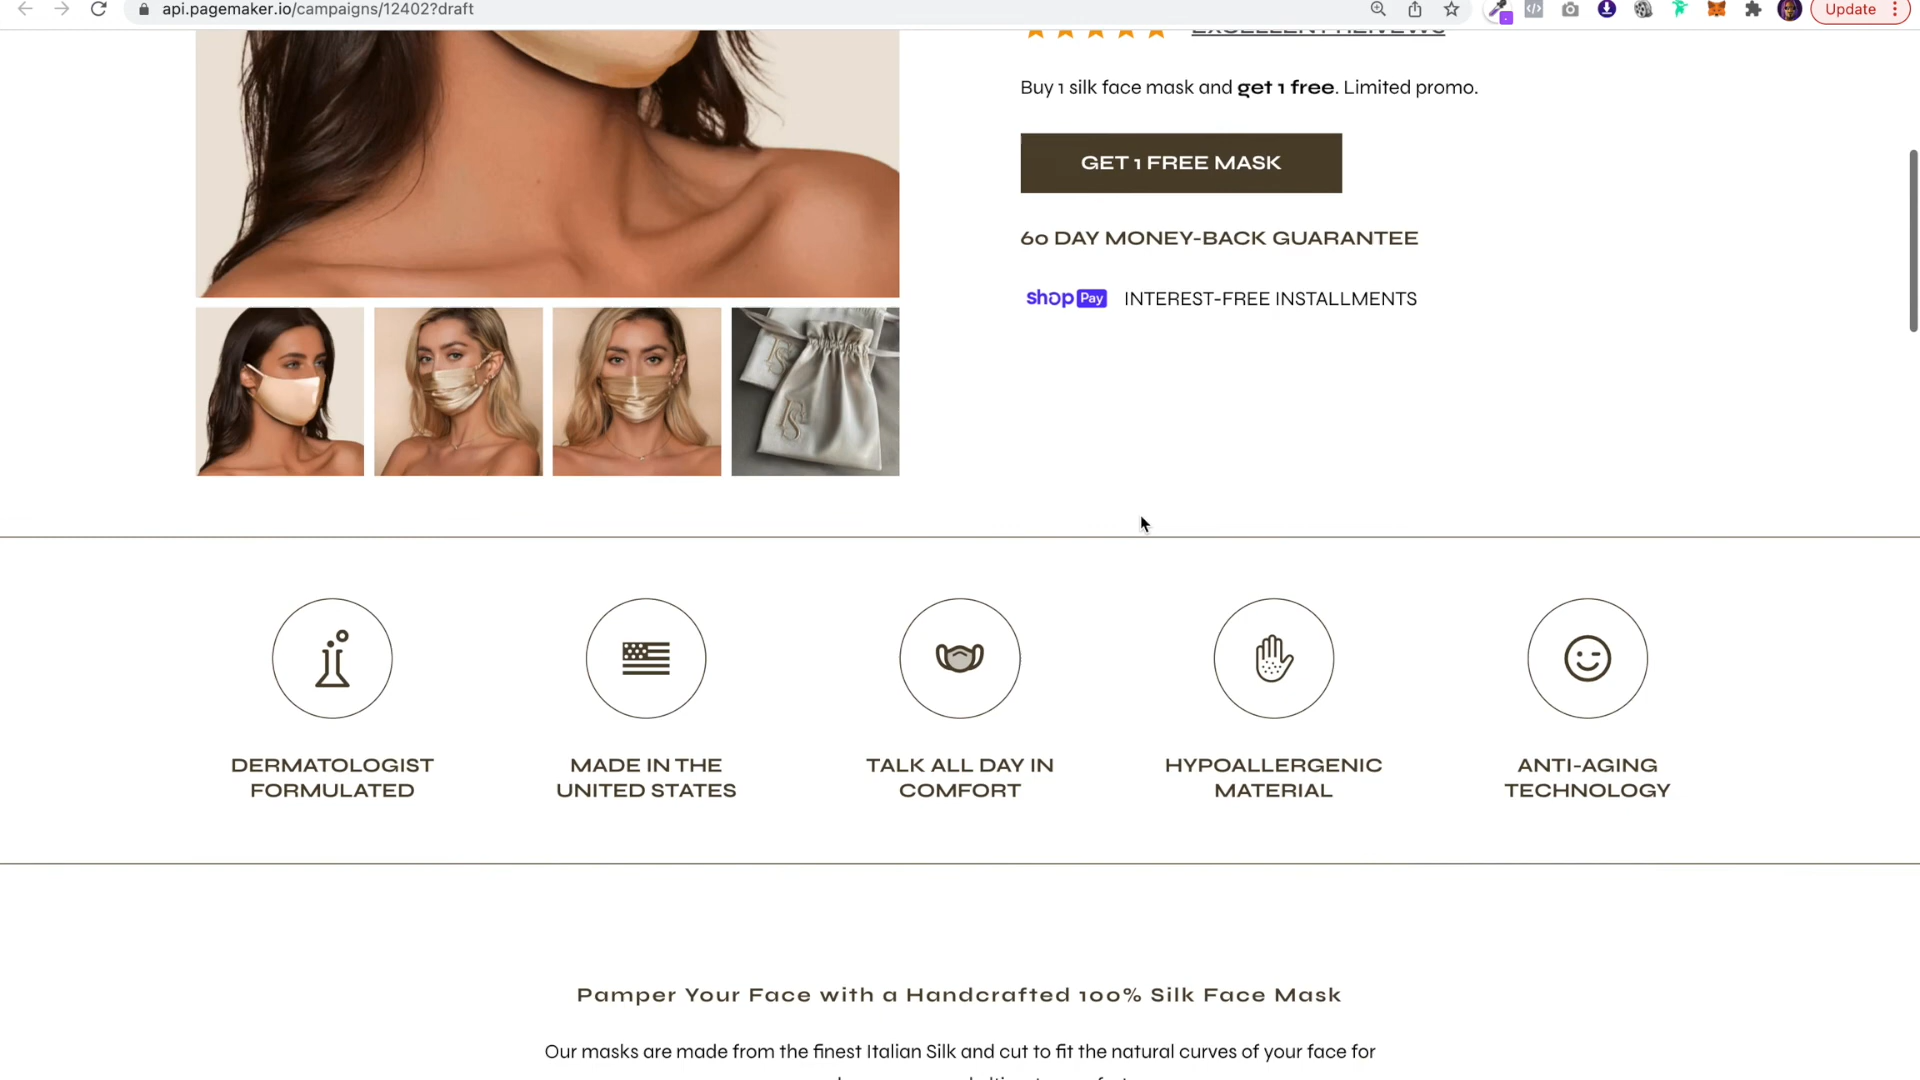 api.pagemaker.io/campaigns/12402?draft
Update
EXCELLENT REIVEWS
Buy 1 silk face mask and get 1 free. Limited promo.
GET 1 FREE MASK
60 DAY MONEY-BACK GUARANTEE
shop Pay INTEREST-FREE INSTALLMENTS
DERMATOLOGIST
FORMULATED
MADE IN THE
UNITED STATES
TALK ALL DAY IN
COMFORT
HYPOALLERGENIC
MATERIAL
ANTI-AGING
TECHNOLOGY
Pamper Your Face with a Handcrafted 100% Silk Face Mask
Our masks are made from the finest Italian Silk and cut to fit the natural curves of your face for